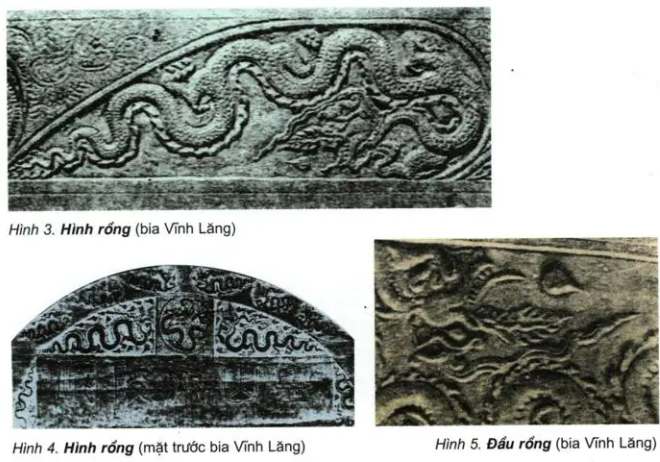 Hình 3. Hình rồng (bia Vĩnh Lăng)
Hình 4. Hình rồng (mặt trước bia Vĩnh Lăng)
Hình 5. Đầu rồng (bia Vĩnh Lăng)